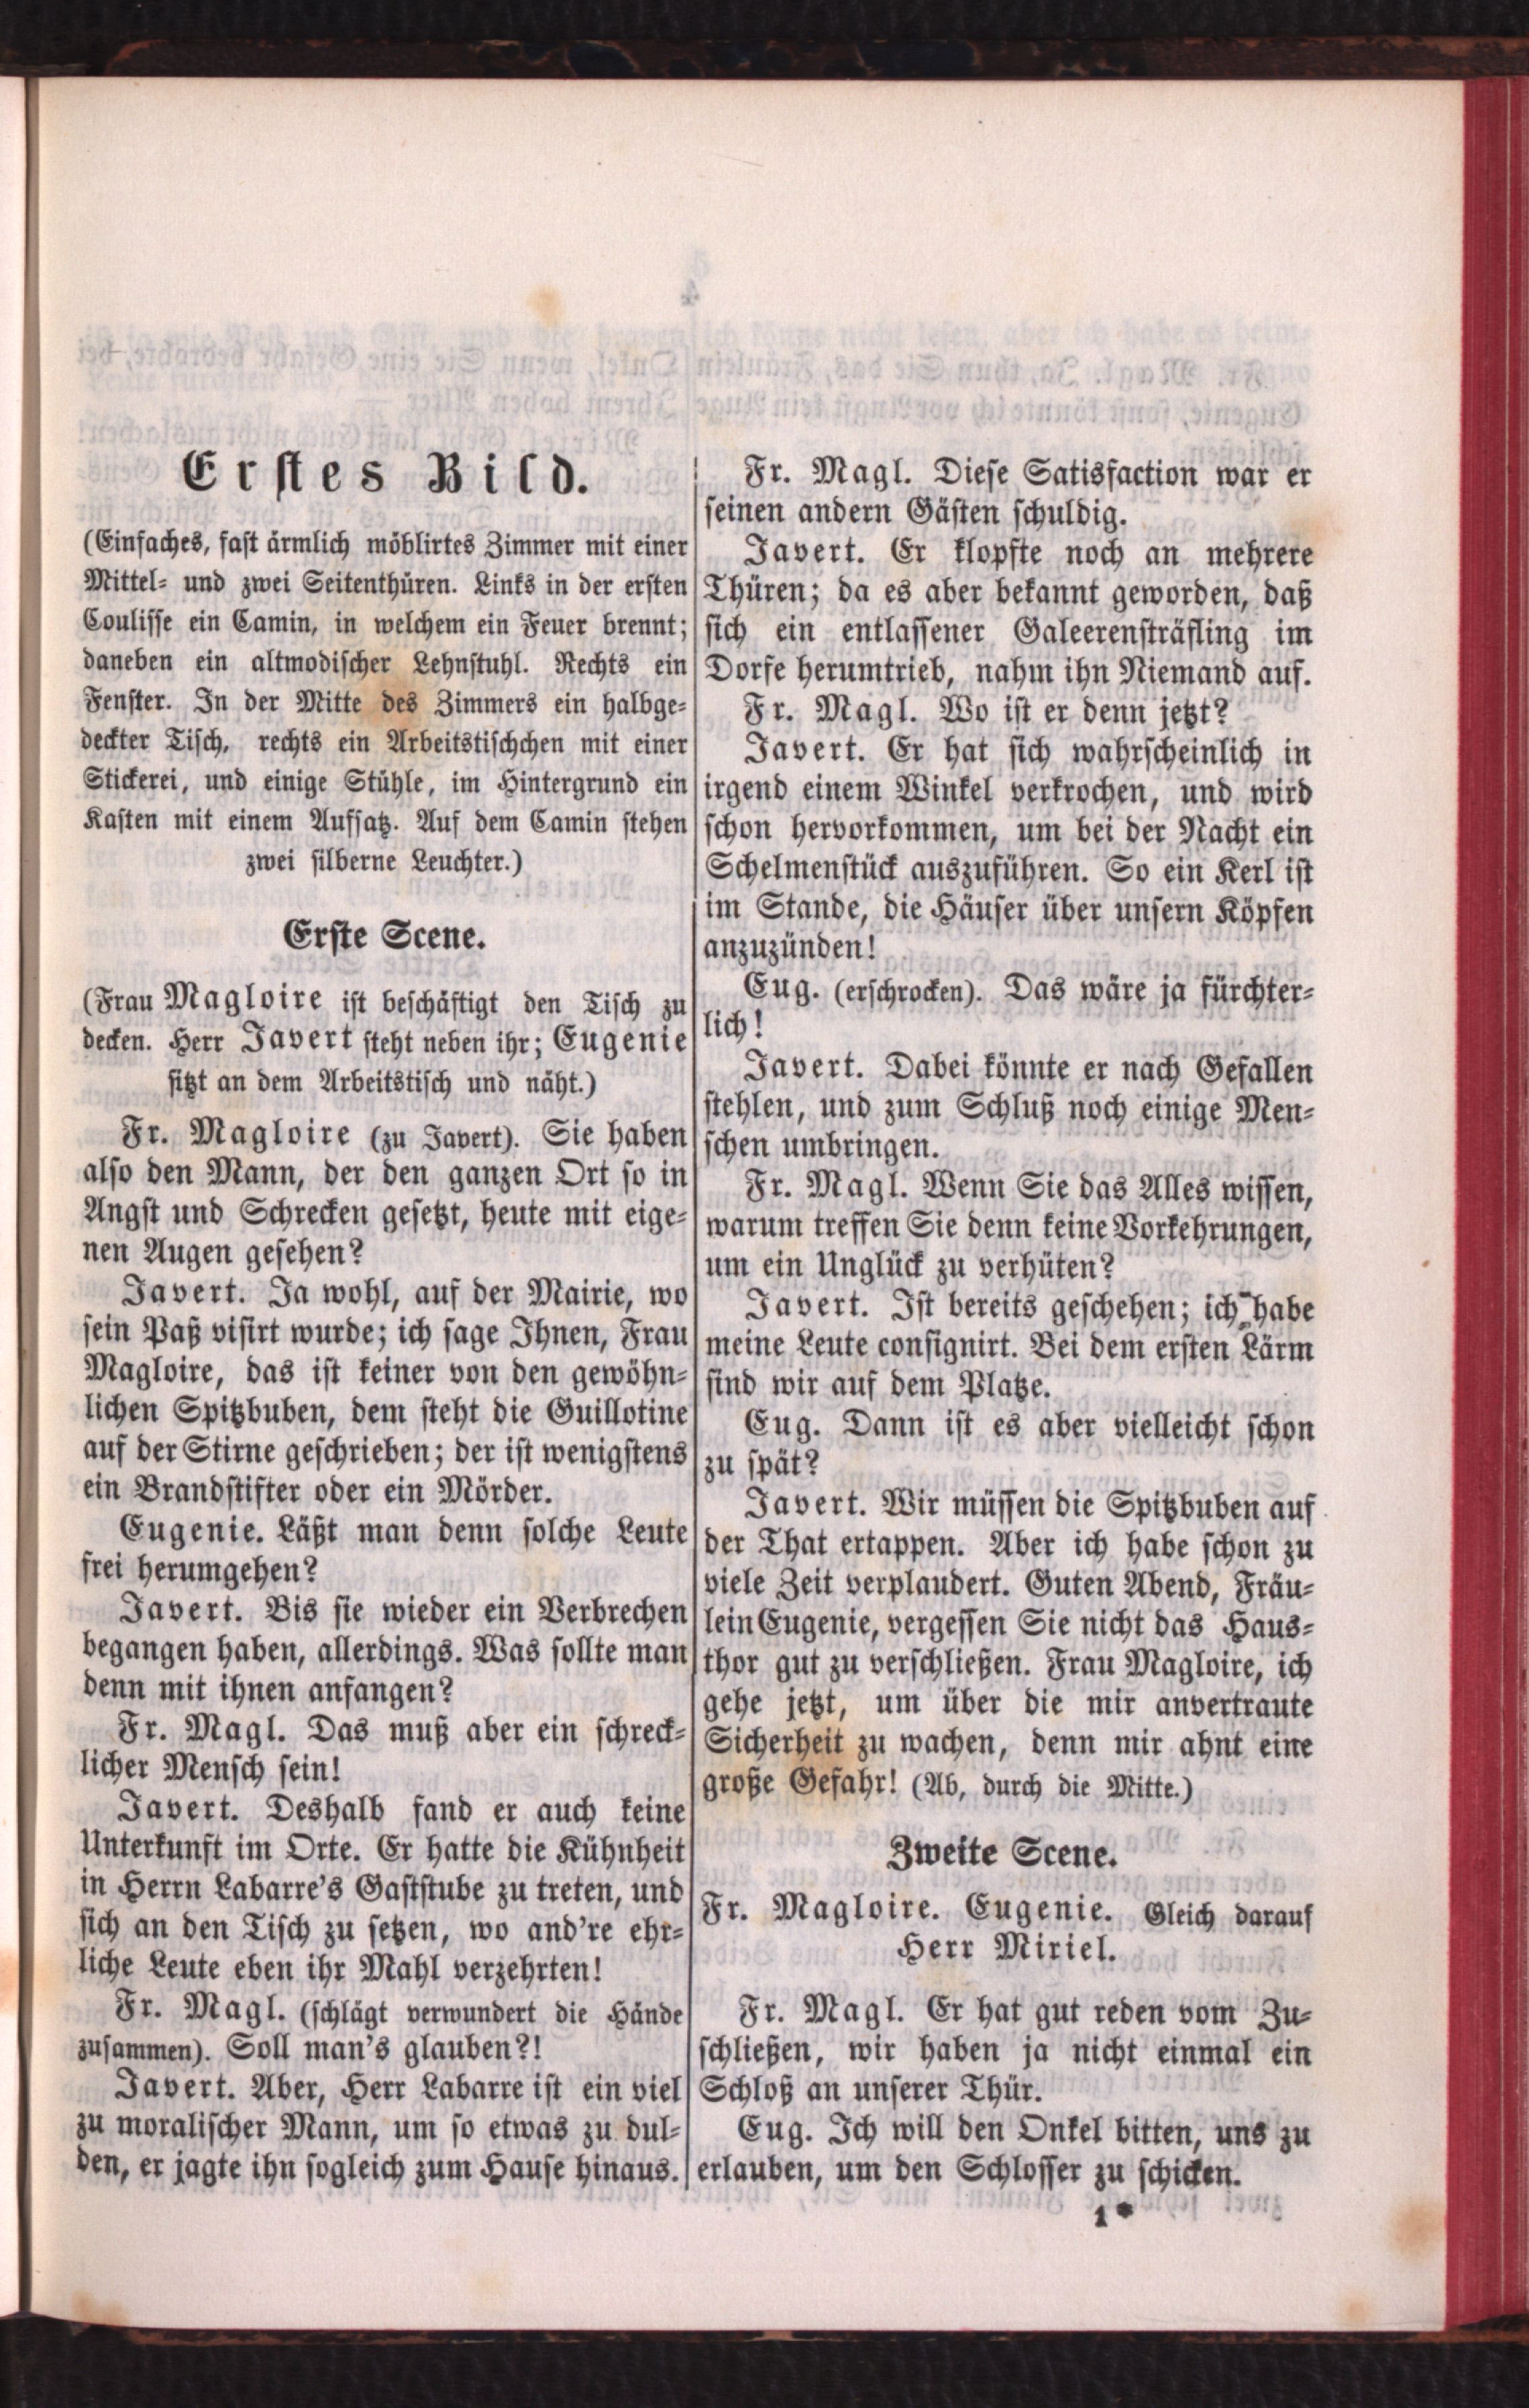 Erstes Bild.
(Einfaches, fast ärmlich möblirtes Zimmer mit einer
Mittel- und zwei Seitenthüren. Links in der ersten
Coulisse ein Camin, in welchem ein Feuer brennt;
daneben ein altmodischer Lehnstuhl. Rechts ein
Fenster. In der Mitte des Zimmers ein halbge-
deckter Tisch, rechts ein Arbeitstischchen mit einer
Stickerei, und einige Stühle, im Hintergrund ein
Kasten mit einem Aufsatz. Auf dem Camin stehen
zwei silberne Leuchter.)
Erste Scene.
(Frau Magloire ist beschäftigt den Tisch zu
decken. Herr Javert steht neben ihr; Eugenie
sitzt an dem Arbeitstisch und näht.)
Fr. Magloire (zu Javert). Sie haben
also den Mann, der den ganzen Ort so in
Angst und Schrecken gesetzt, heute mit eige-
nen Augen gesehen?
Javert. Ja wohl, auf der Mairie, wo
sein Paß visirt wurde; ich sage Ihnen, Frau
Magloire, das ist keiner von den gewöhn-
lichen Spitzbuben, dem steht die Guillotine
auf der Stirne geschrieben; der ist wenigstens
ein Brandstifter oder ein Mörder.
Eugenie. Läßt man denn solche Leute
frei herumgehen?
Javert. Bis sie wieder ein Verbrechen
begangen haben, allerdings. Was sollte man
denn mit ihnen anfangen?
Fr. Magl. Das muß aber ein schreck-
licher Mensch sein!
Javert. Deshalb fand er auch keine
Unterkunft im Orte. Er hatte die Kühnheit
in Herrn Labarre's Gaststube zu treten, und
sich an den Tisch zu setzen, wo and're ehr-
liche Leute eben ihr Mahl verzehrten!
Fr. Magl. (schlägt verwundert die Hände
zusammen). Soll man's glauben?!
Javert. Aber, Herr Labarre ist ein viel
zu moralischer Mann, um so etwas zu dul-
den, er jagte ihn sogleich zum Hause hinaus.
Fr. Magl. Diese Satisfaction war er
seinen andern Gästen schuldig.
Javert. Er klopfte noch an mehrere
Thüren; da es aber bekannt geworden, daß
sich ein entlassener Galeerensträfling im
Dorfe herumtrieb, nahm ihn Niemand auf.
Fr. Magl. Wo ist er denn jetzt?
Javert. Er hat sich wahrscheinlich in
irgend einem Winkel verkrochen, und wird
schon hervorkommen, um bei der Nacht ein
Schelmenstück auszuführen. So ein Kerl ist
im Stande, die Häuser über unsern Köpfen
anzuzünden!
Eug. (erschrocken). Das wäre ja fürchter-
lich!
Javert. Dabei könnte er nach Gefallen
stehlen, und zum Schluß noch einige Men-
schen umbringen.
Fr. Magl. Wenn Sie das Alles wissen,
warum treffen Sie denn keine Vorkehrungen,
um ein Unglück zu verhüten?
Javert. Ist bereits geschehen; ich habe
meine Leute consignirt. Bei dem ersten Lärm
sind wir auf dem Platze.
Eug. Dann ist es aber vielleicht schon
zu spät?
Javert. Wir müssen die Spitzbuben auf
der That ertappen. Aber ich habe schon zu
viele Zeit verplaudert. Guten Abend, Fräu-
lein Eugenie, vergessen Sie nicht das Haus-
thor gut zu verschließen. Frau Magloire, ich
gehe jetzt, um über die mir anvertraute
Sicherheit zu wachen, denn mir ahnt eine
große Gefahr! (Ab, durch die Mitte.)
Zweite Scene.
Fr. Magloire. Eugenie. Gleich darauf
Herr Miriel.
Fr. Magl. Er hat gut reden vom Zu-
schließen, wir haben ja nicht einmal ein
Schloß an unserer Thür.
Eug. Ich will den Onkel bitten, uns zu
erlauben, um den Schlosser zu schicken.
1*